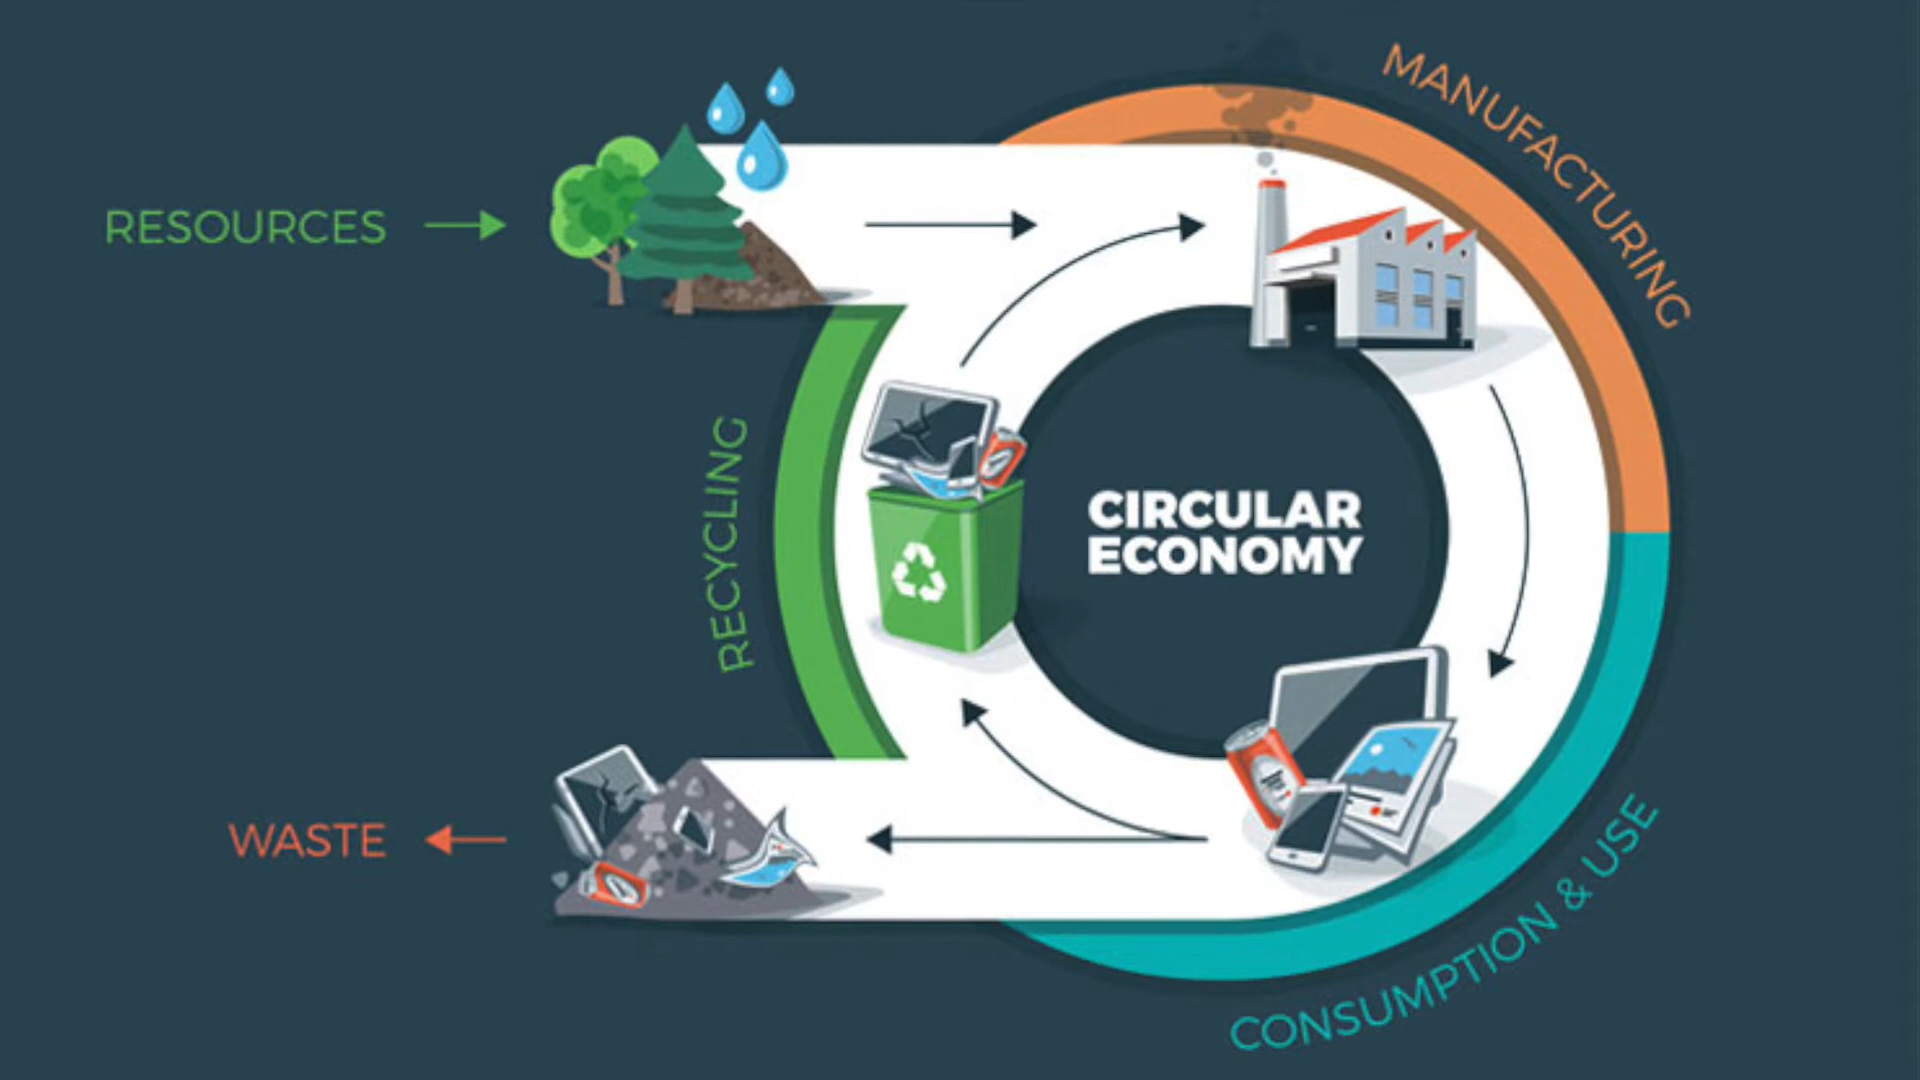 MANUFACTURING
RESOURCES
RECYCLING
CIRCULAR
ECONOMY
WASTE
CONSUMPTION & USE